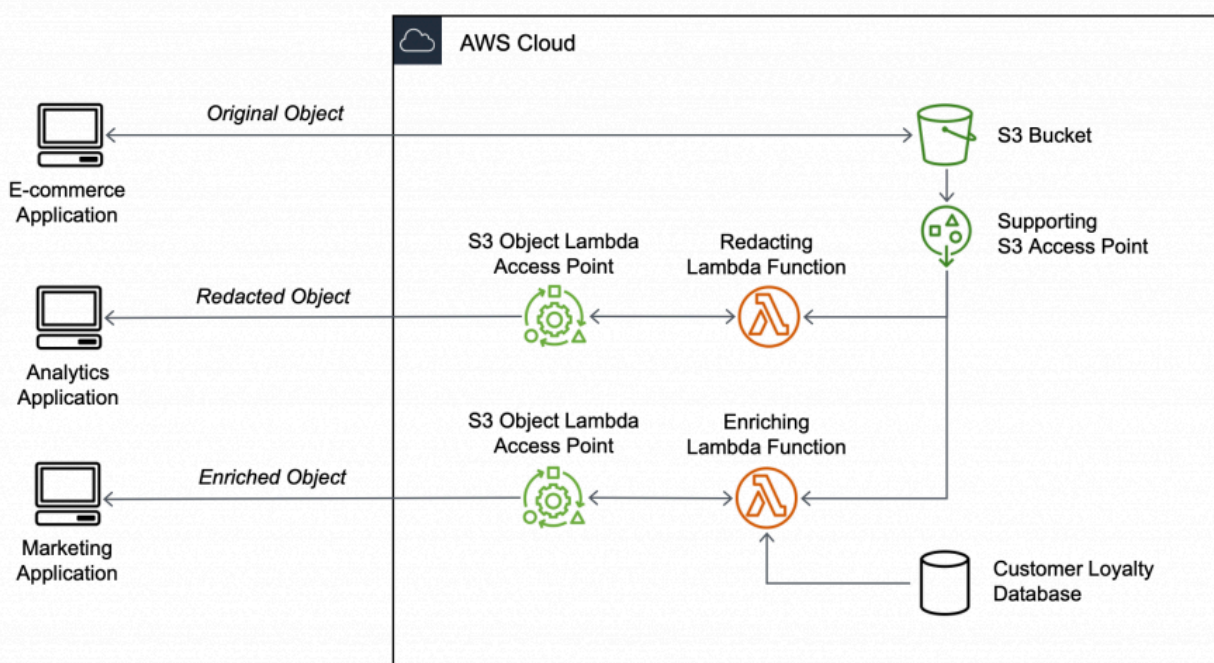 AWS Cloud
Original Object
E-commerce
Application
S3 Bucket
Supporting
S3 Access Point
S3 Object Lambda
Access Point
Redacting
Lambda Function
Redacted Object
Analytics
Application
S3 Object Lambda
Access Point
Enriching
Lambda Function
Enriched Object
Marketing
Application
Customer Loyalty
Database